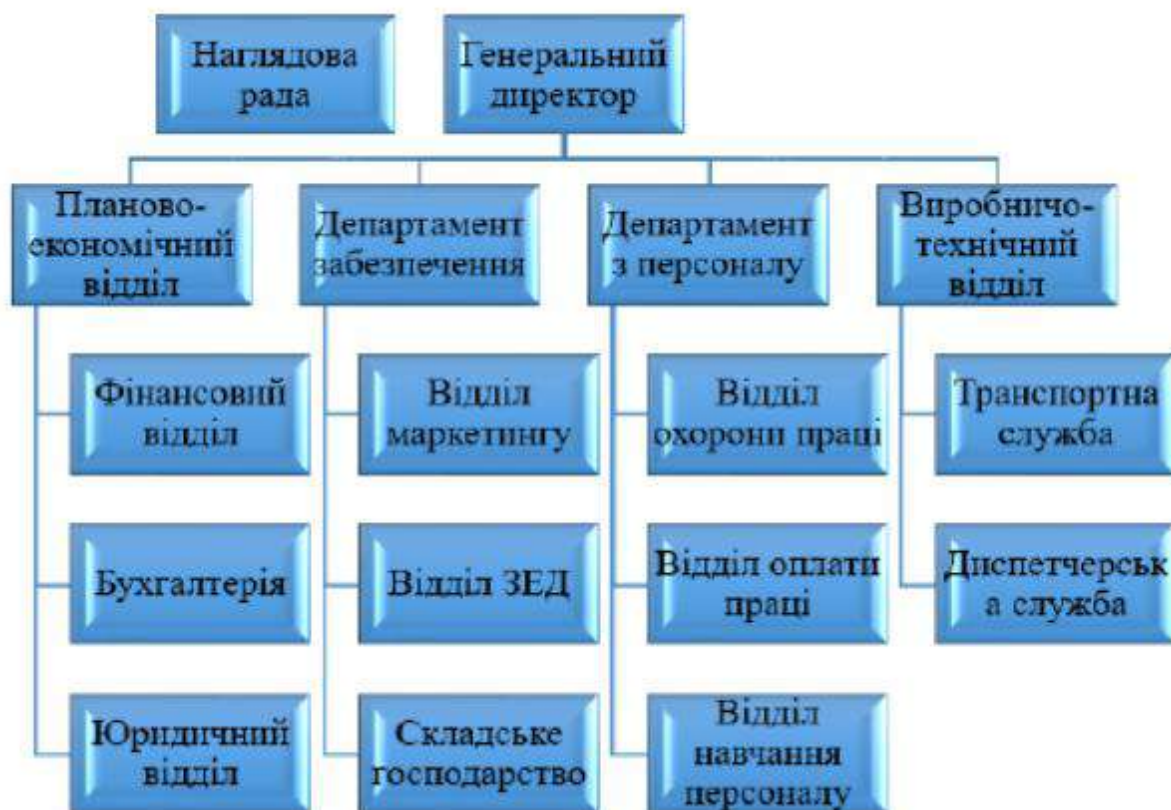 Наглядова
рада
Генеральний
директор
Планово-
економічний
відділ
Департамент
забезпечення
Департамент
з персоналу
Виробничо-
технічний
відділ
Фінансовий
відділ
Відділ
маркетингу
Відділ
охорони праці
Транспортна
служба
Бухгалтерія
Відділ ЗЕД
Відділ оплати
праці
Диспетчерськ
а служба
Юридичний
відділ
Складське
господарство
Відділ
навчання
персоналу